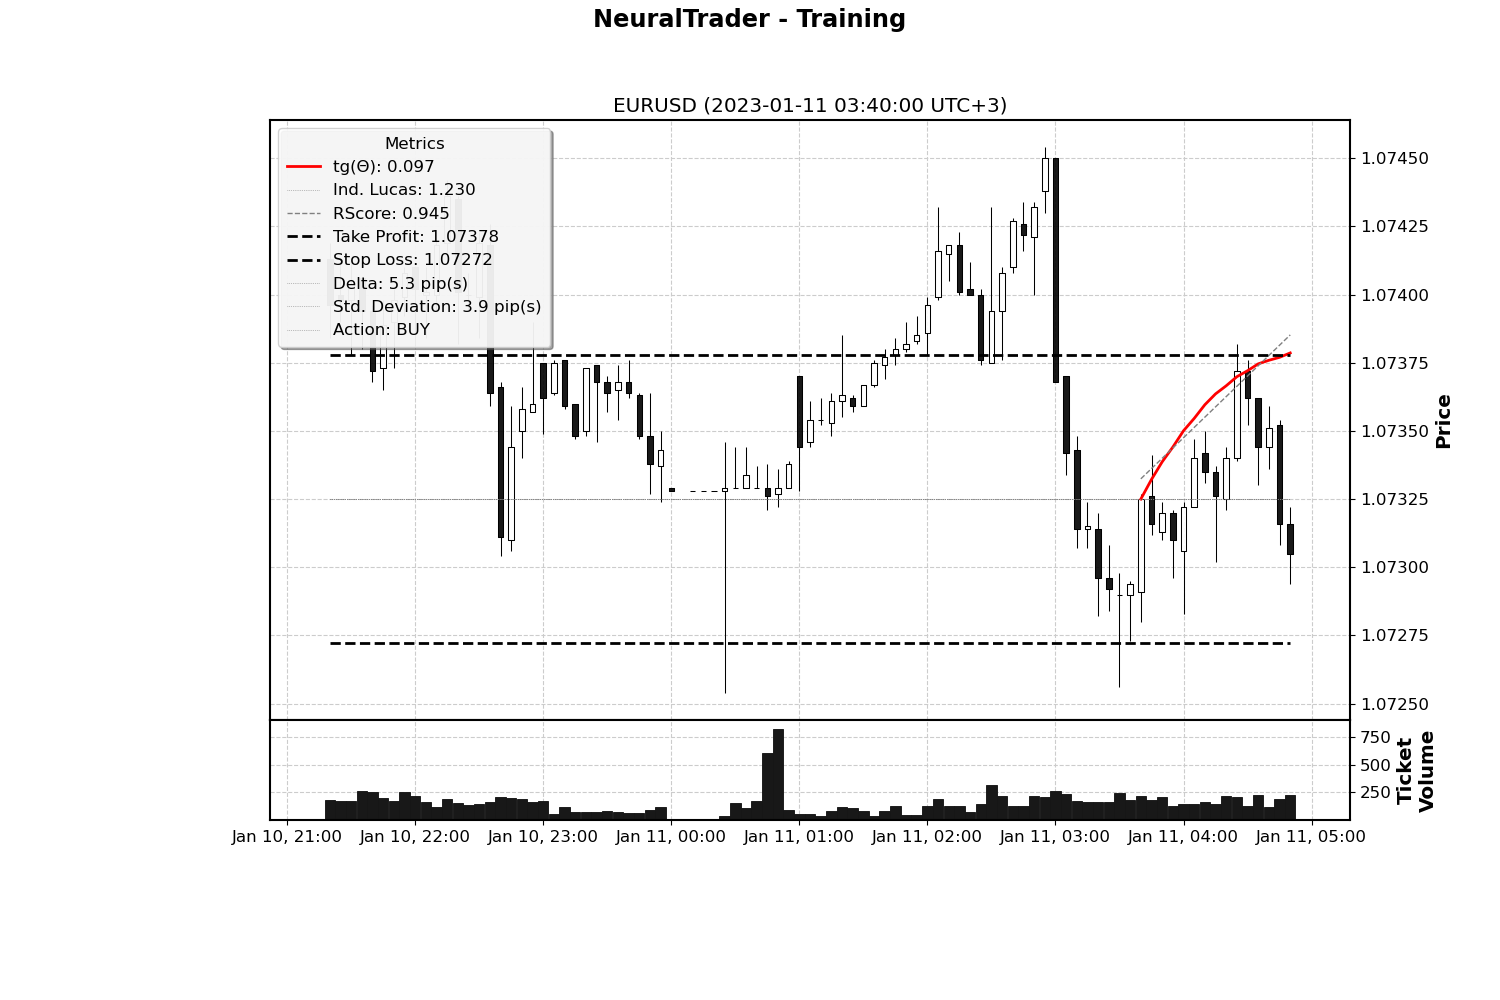 NeuralTrader - Training
EURUSD (2023-01-11 03:40:00 UTC+3)
Metrics
tg(Θ): 0.097
Ind. Lucas: 1.230
RScore: 0.945
Take Profit: 1.07378
Stop Loss: 1.07272
Delta: 5.3 pip(s)
Std. Deviation: 3.9 pip(s)
Action: BUY
1.07450
1.07425
1.07400
1.07375
1.07350
1.07325
1.07300
1.07275
1.07250
Price
750
500
250
Ticket
Volume
Jan 10, 21:00
Jan 10, 22:00
Jan 10, 23:00
Jan 11, 00:00
Jan 11, 01:00
Jan 11, 02:00
Jan 11, 03:00
Jan 11, 04:00
Jan 11, 05:00